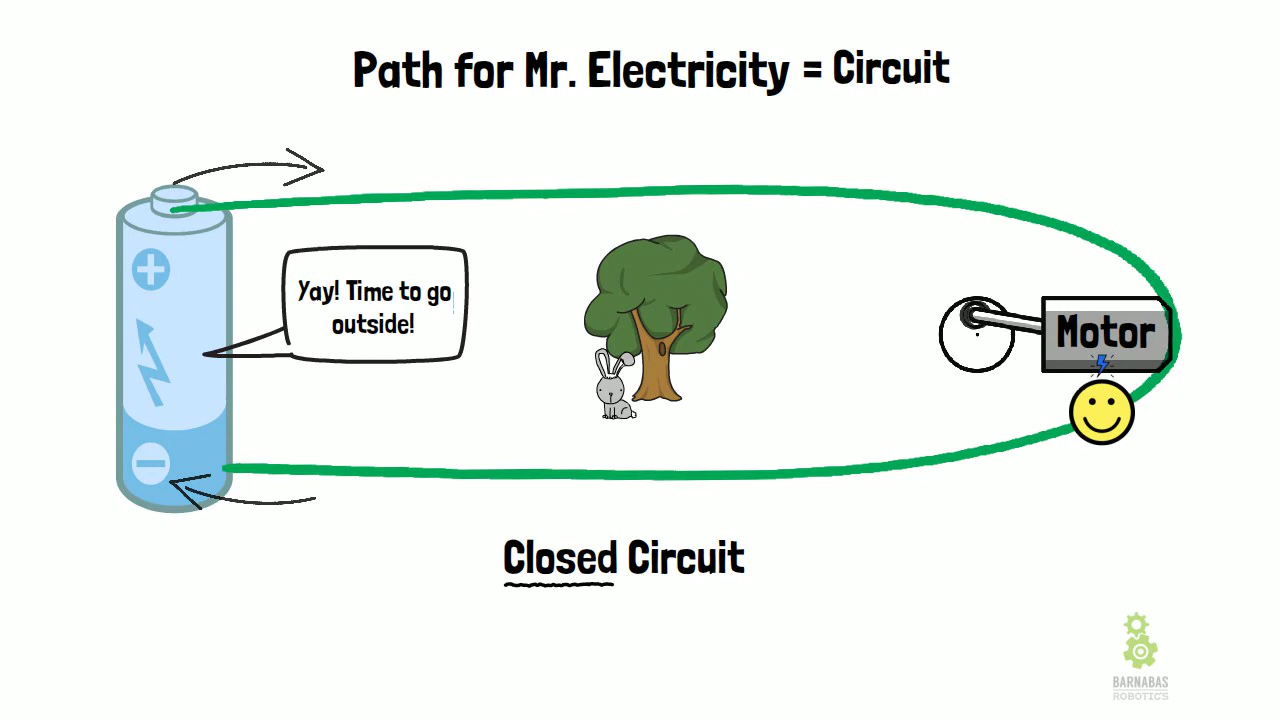 Path for Mr. Electricity = Circuit
Yay! Time to go
outside!
Motor
Closed Circuit
BARNABAS
ROBOTICS